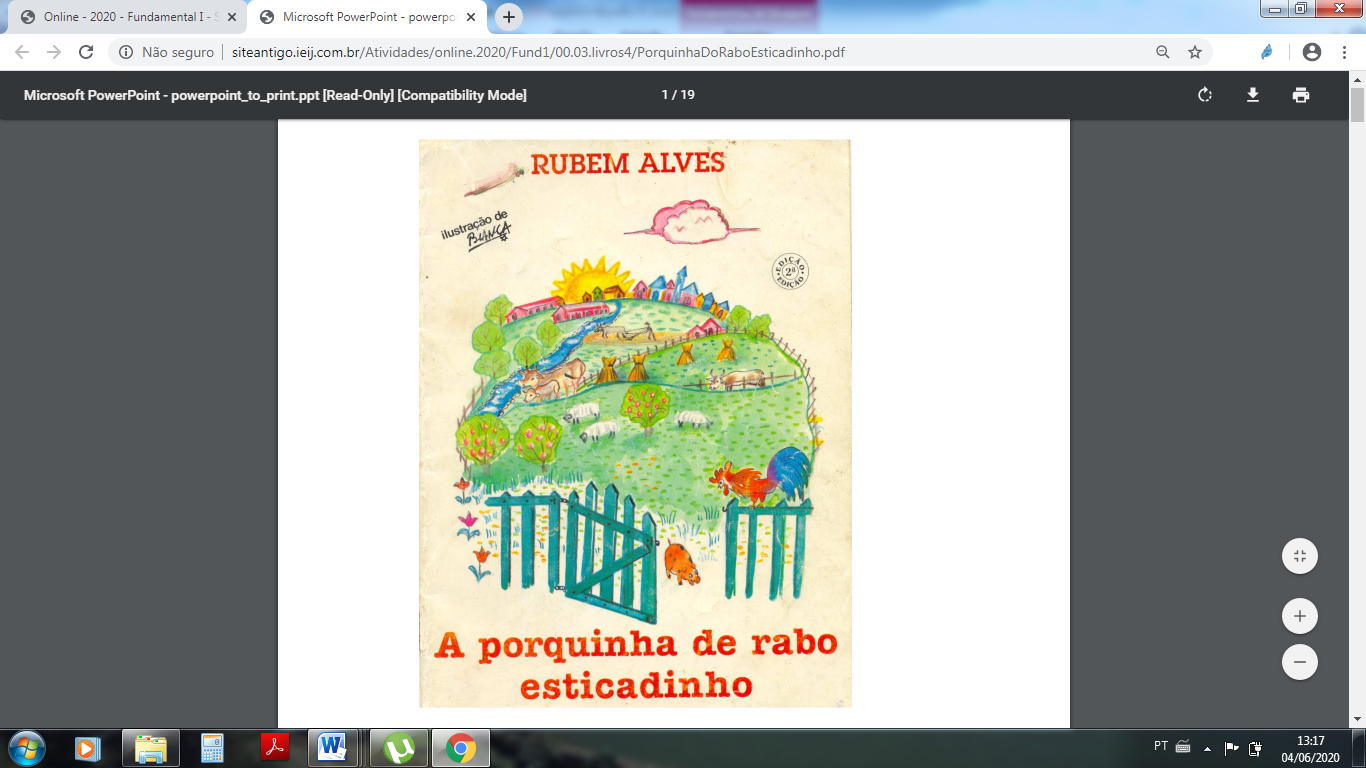 Online - 2020 - Fundamental I - S
Microsoft PowerPoint - powerpo
Não seguro
siteantigo.ieij.com.br/Atividades/online.2020/Fund1/00.03.livros4/PorquinhaDoRaboEsticadinho.pdf
Microsoft PowerPoint - powerpoint_to_print.ppt [Read-Only] [Compatibility Mode]
1 / 19
RUBEM ALVES
ilustração de
BIANCA
EDIÇÃO
2ª
EDIÇÃO
A porquinha de rabo
esticadinho
PT
13:17
04/06/2020